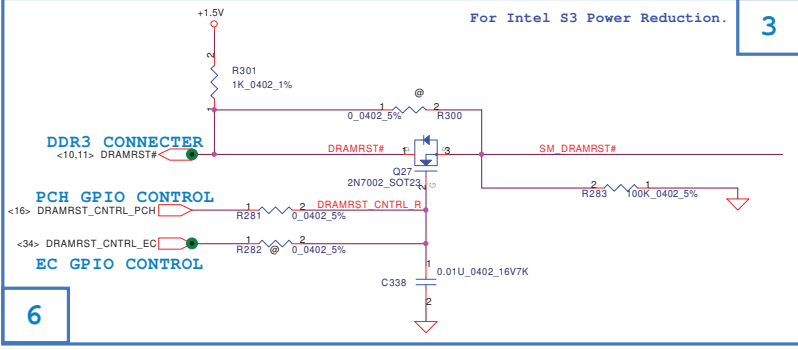 +1.5V
For Intel S3 Power Reduction.
3
2
R301
1K_0402_1%
1
@
1 2
0_0402_5% R300
DDR3 CONNECTER
<10,11> DRAMRST#
DRAMRST#
1 D S 3
SM_DRAMRST#
Q27
2N7002_SOT23
2 G
2 1
R283 100K_0402_5%
PCH GPIO CONTROL
<16> DRAMRST_CNTRL_PCH
1 2
R281 0_0402_5%
DRAMRST_CNTRL_R
<34> DRAMRST_CNTRL_EC
1 2
R282 @ 0_0402_5%
EC GPIO CONTROL
1
0.01U_0402_16V7K
C338
2
6